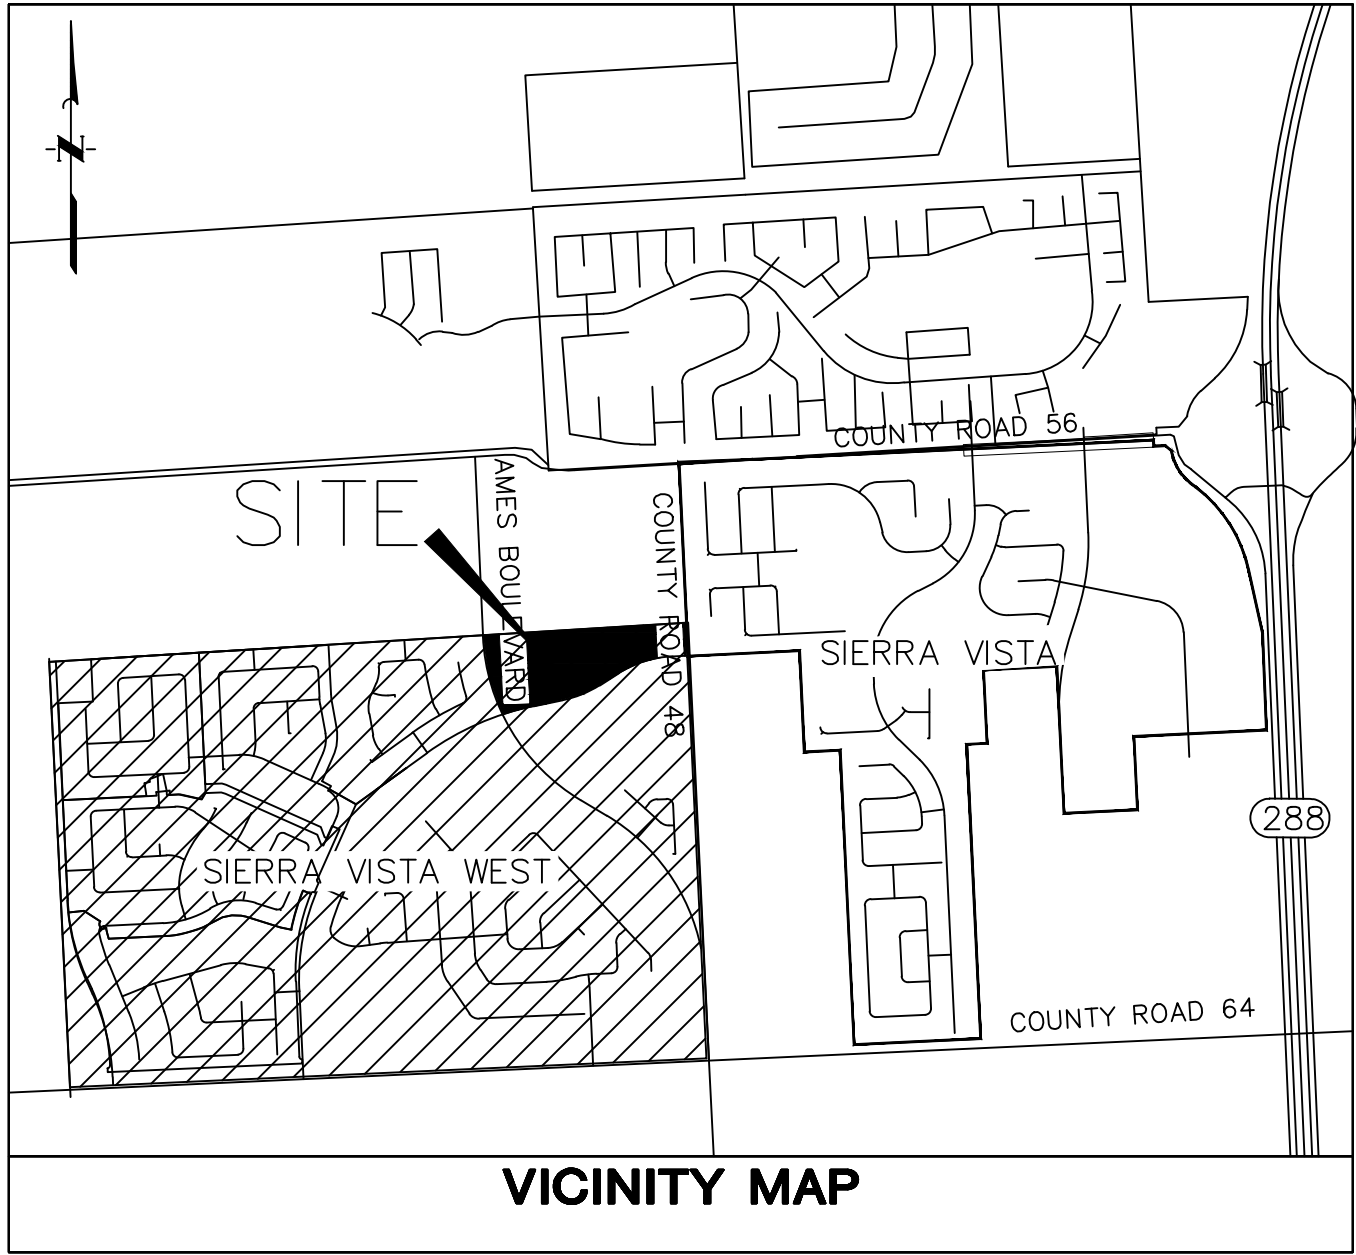 N
COUNTY ROAD 56
SITE
AMES BOULEVARD
COUNTY ROAD 48
SIERRA VISTA
288
SIERRA VISTA WEST
COUNTY ROAD 64
VICINITY MAP